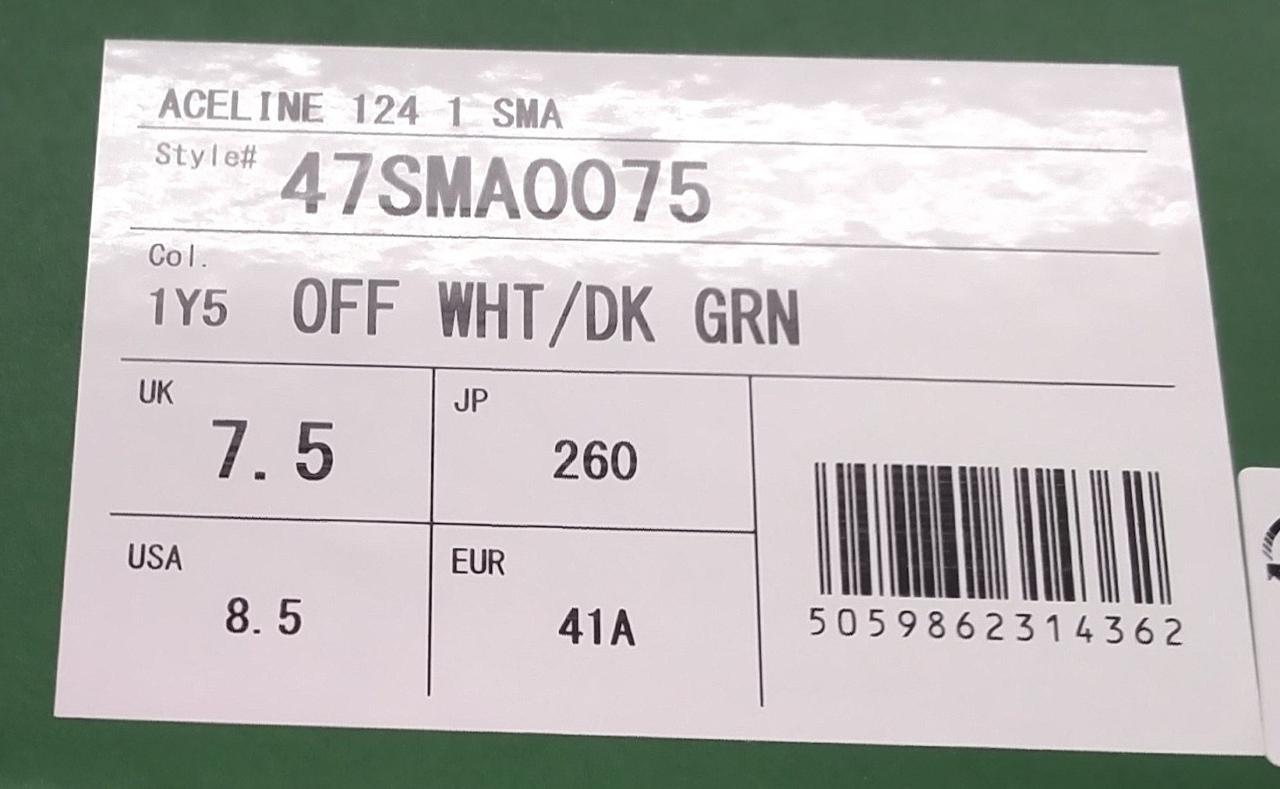 ACELINE 124 1 SMA
Style# 47SMA0075
Col.
1Y5 OFF WHT/DK GRN
UK
7.5
JP
260
USA
8.5
EUR
41A
5059862314362